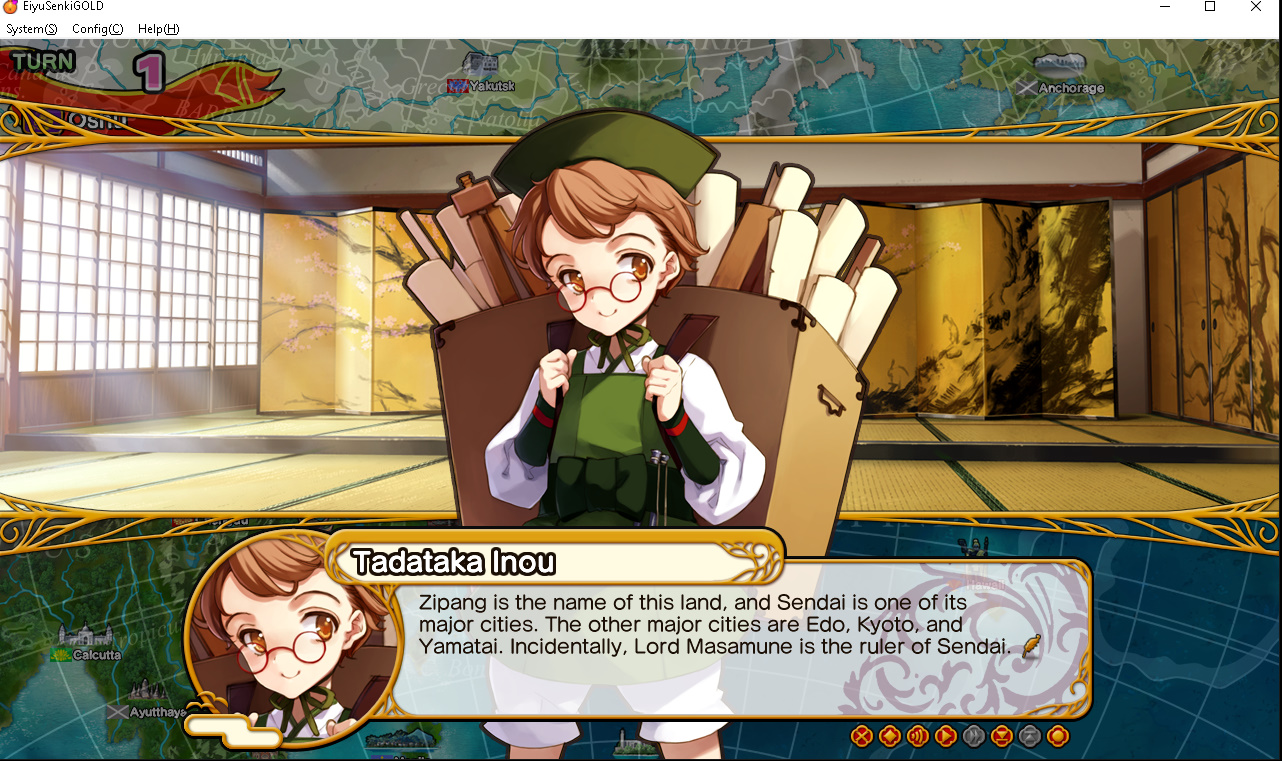 EiyuSenkiGOLD
System(S) Config(C) Help(H)
TURN 1
Oshu
Yakutsk
Anchorage
Tadataka Inou
Zipang is the name of this land, and Sendai is one of its
major cities. The other major cities are Edo, Kyoto, and
Yamatai. Incidentally, Lord Masamune is the ruler of Sendai.
Hawaii
Calcutta
Ayutthaya